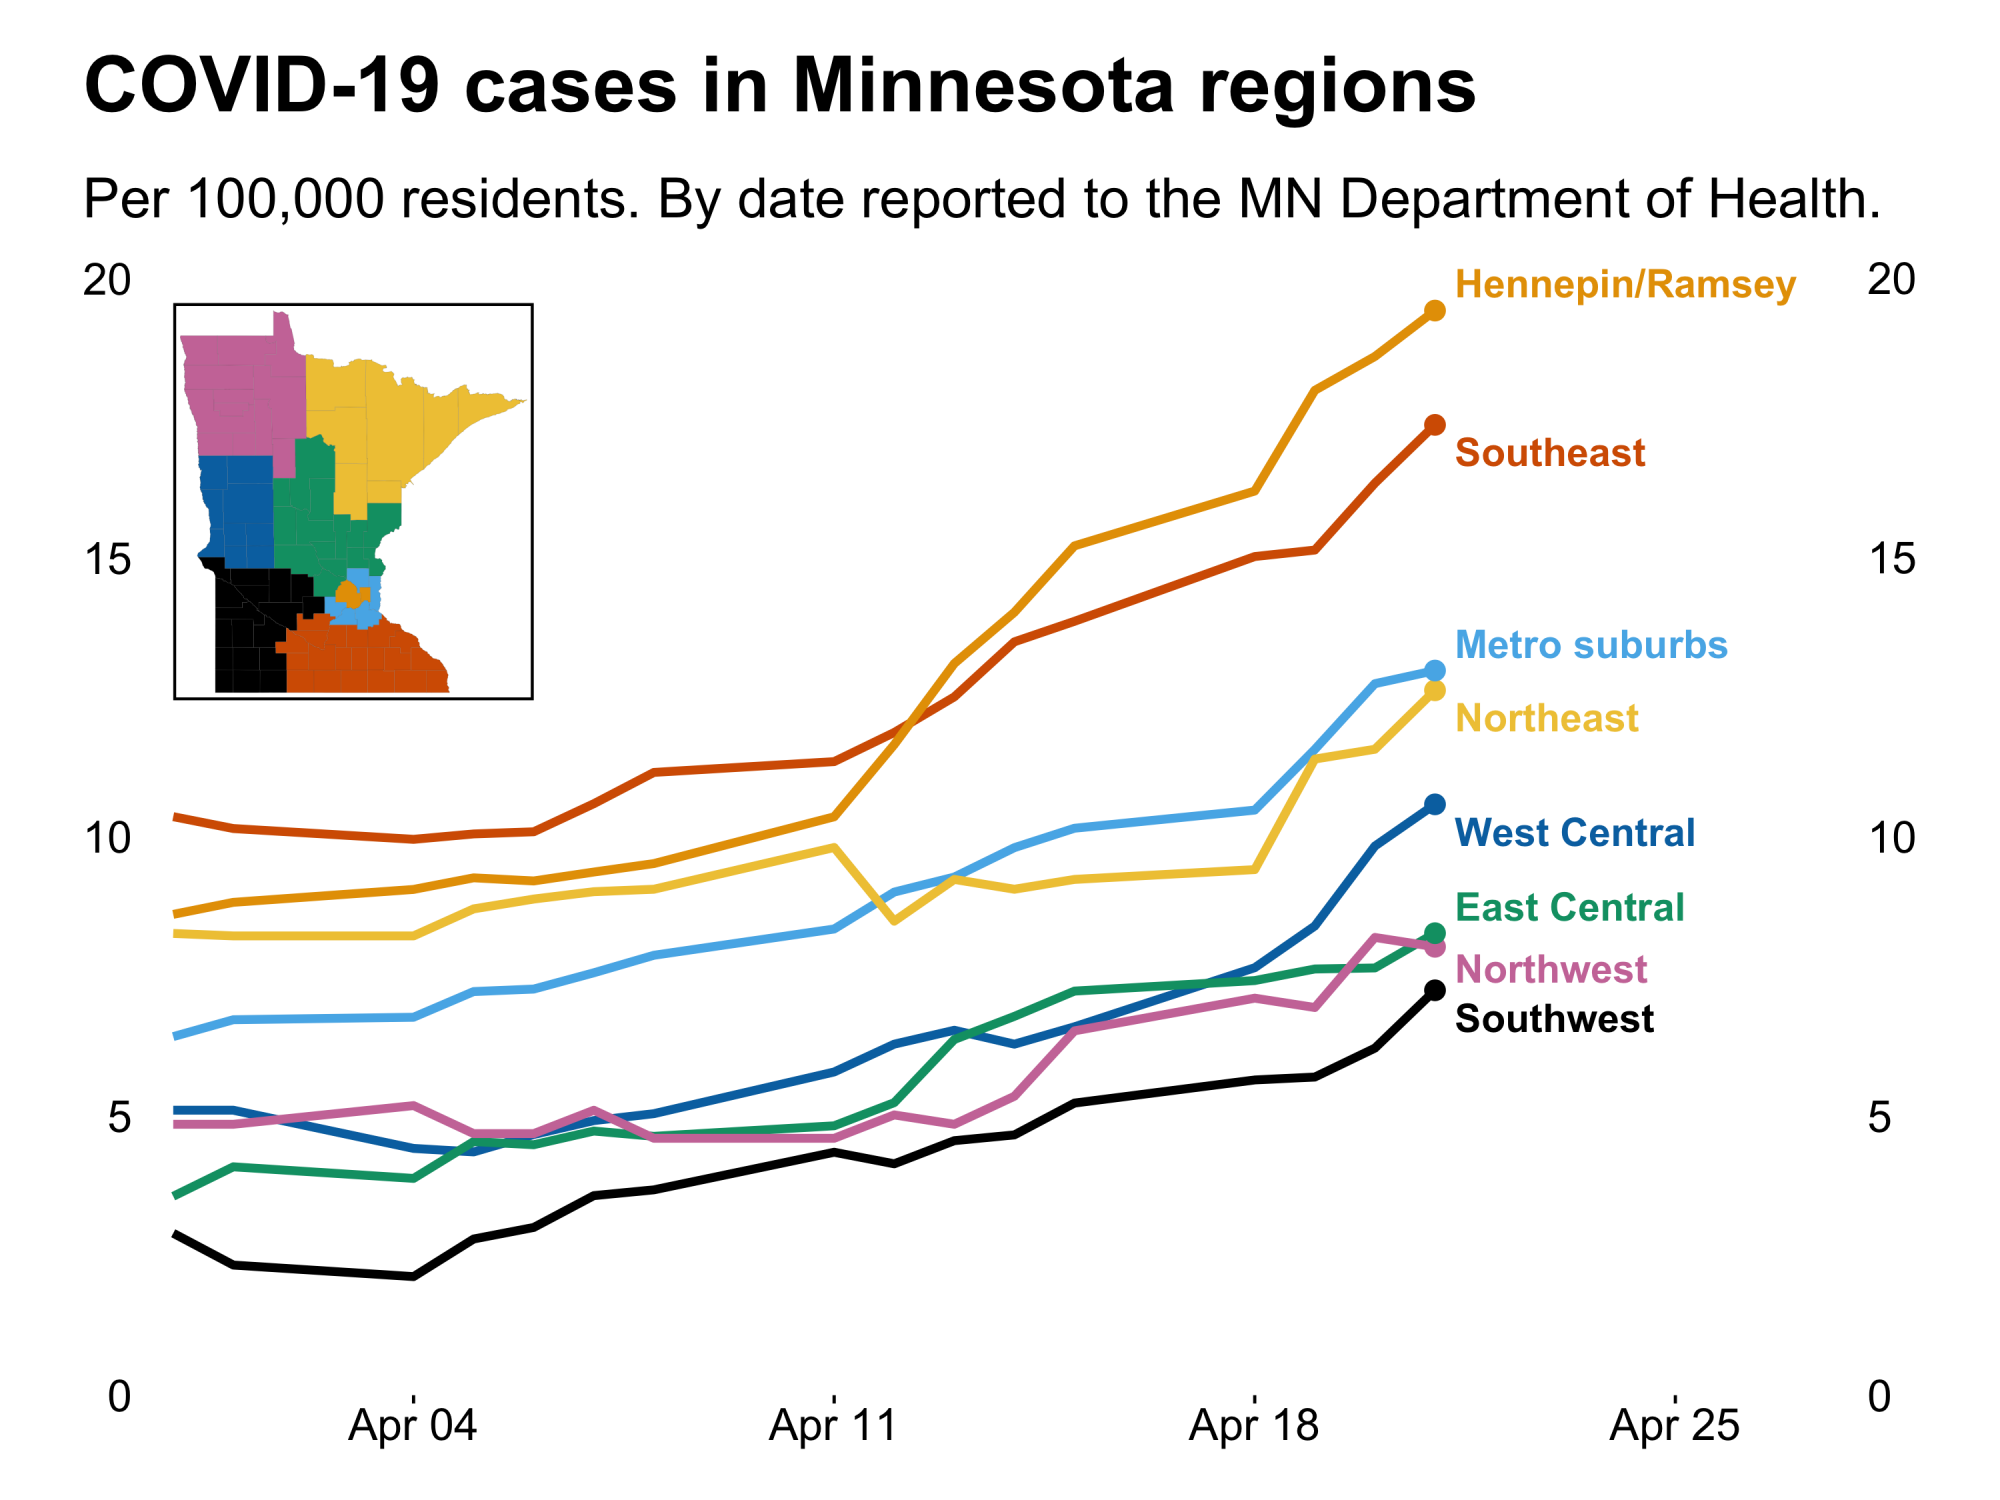 COVID-19 cases in Minnesota regions
Per 100,000 residents. By date reported to the MN Department of Health.
20
Hennepin/Ramsey
20
Southeast
15
15
Metro suburbs
Northeast
10
West Central
10
East Central
Northwest
Southwest
5
5
0
0
Apr 04
Apr 11
Apr 18
Apr 25